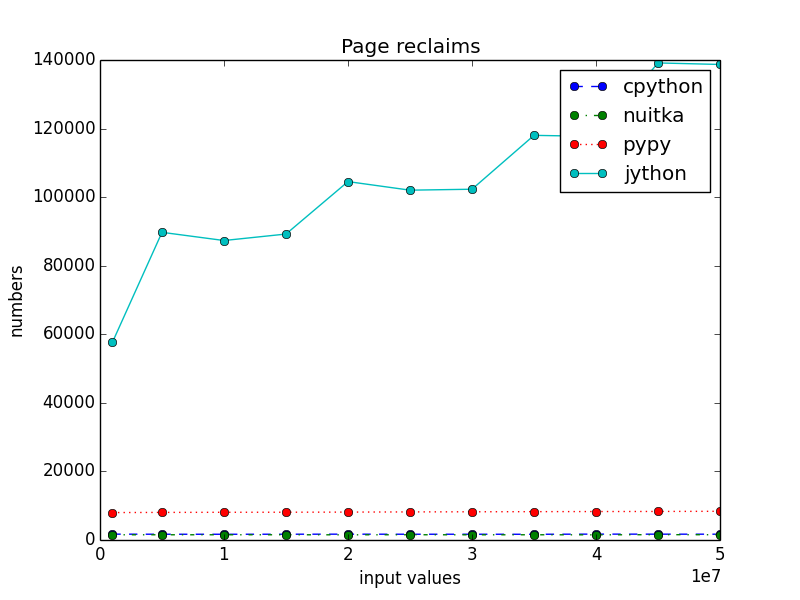 Page reclaims
140000
120000
100000
80000
60000
40000
20000
0
numbers
cpython
nuitka
pypy
jython
0 1 2 3 4 5
1e7
input values